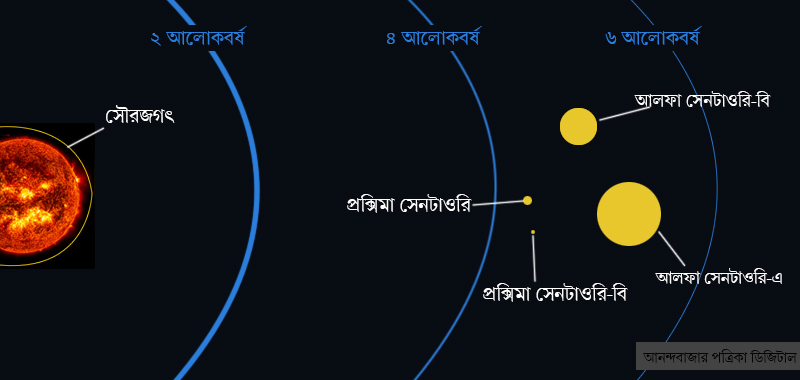 ২ আলোকবর্ষ
৪ আলোকবর্ষ
৬ আলোকবর্ষ
আলফা সেনটাওরি-বি
সৌরজগৎ
প্রক্সিমা সেনটাওরি
আলফা সেনটাওরি-এ
প্রক্সিমা সেনটাওরি-বি
আনন্দবাজার পত্রিকা ডিজিটাল